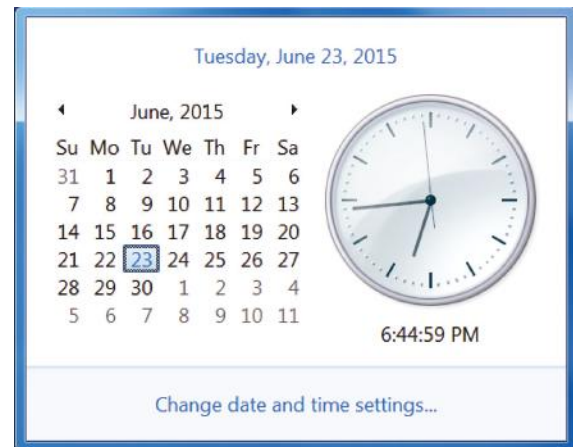 Tuesday, June 23, 2015
June, 2015
Su Mo Tu We Th Fr Sa
31 1 2 3 4 5 6
7 8 9 10 11 12 13
14 15 16 17 18 19 20
21 22 23 24 25 26 27
28 29 30 1 2 3 4
5 6 7 8 9 10 11
6:44:59 PM
Change date and time settings...